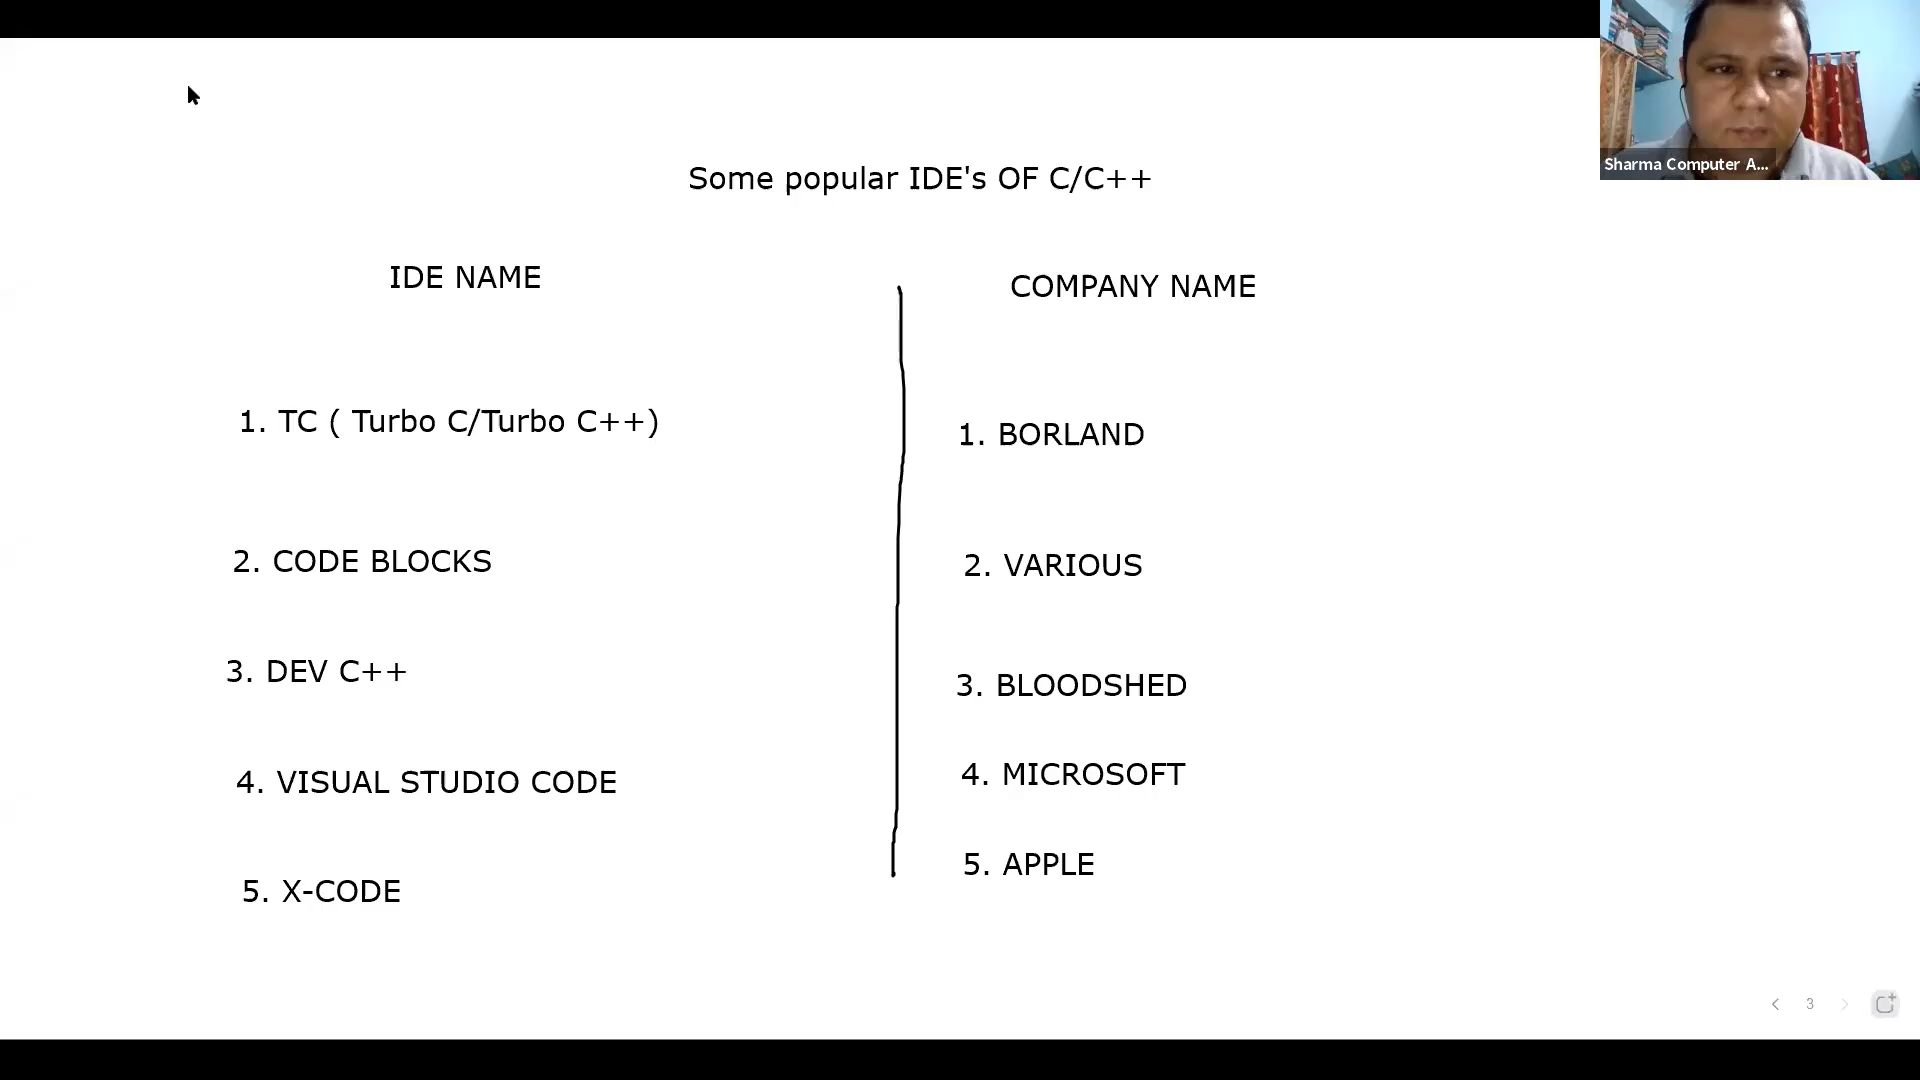 Sharma Computer A...
Some popular IDE's OF C/C++
IDE NAME
COMPANY NAME
1. TC ( Turbo C/Turbo C++)
1. BORLAND
2. CODE BLOCKS
2. VARIOUS
3. DEV C++
3. BLOODSHED
4. VISUAL STUDIO CODE
4. MICROSOFT
5. X-CODE
5. APPLE
3